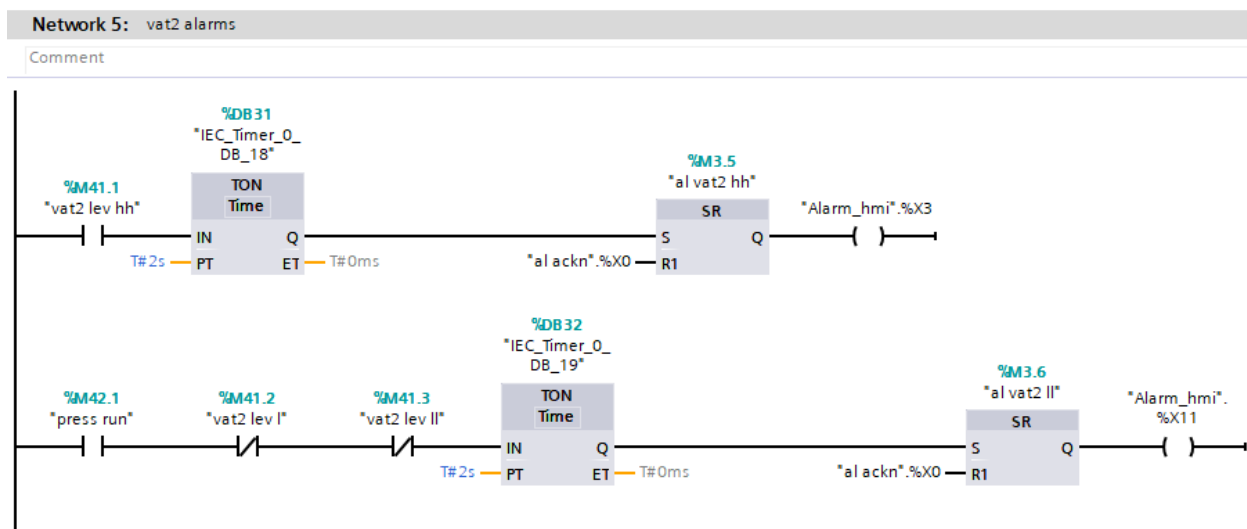 Network 5: vat2 alarms
Comment
%DB31
"IEC_Timer_0_
DB_18"
%M41.1
"vat2 lev hh"
TON
Time
IN Q
T#2s PT ET T#0ms
%M3.5
"al vat2 hh"
SR
S Q
"al ackn".%X0 R1
"Alarm_hmi".%X3
%DB32
"IEC_Timer_0_
DB_19"
%M42.1
"press run"
%M41.2
"vat2 lev l"
%M41.3
"vat2 lev ll"
TON
Time
IN Q
T#2s PT ET T#0ms
%M3.6
"al vat2 ll"
SR
S Q
"al ackn".%X0 R1
"Alarm_hmi".
%X11